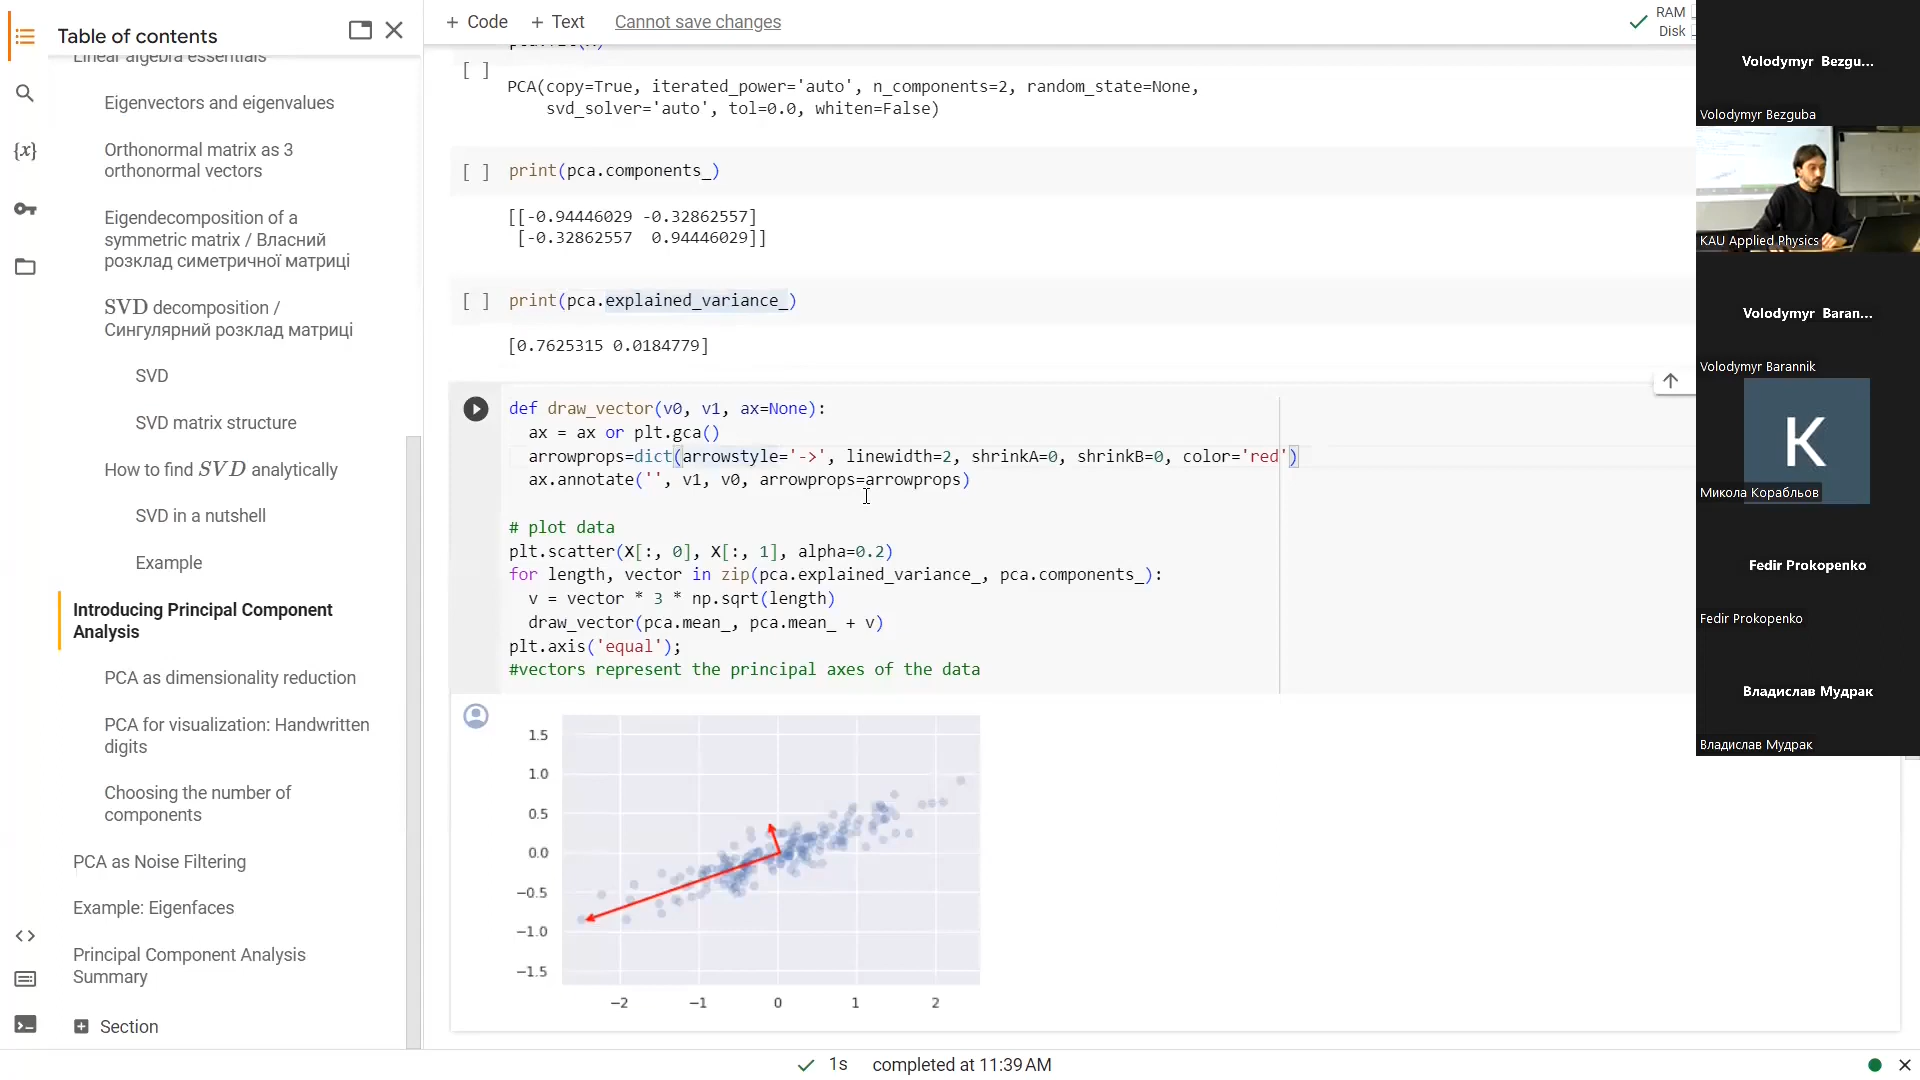 Table of contents
Linear algebra essentials
Eigenvectors and eigenvalues
Orthonormal matrix as 3
orthonormal vectors
Eigendecomposition of a
symmetric matrix / Власний
розклад симетричної матриці
SVD decomposition /
Сингулярний розклад матриці
SVD
SVD matrix structure
How to find SVD analytically
SVD in a nutshell
Example
Introducing Principal Component
Analysis
PCA as dimensionality reduction
PCA for visualization: Handwritten
digits
Choosing the number of
components
PCA as Noise Filtering
Example: Eigenfaces
Principal Component Analysis
Summary
Section
{x}
+ Code + Text Cannot save changes
RAM
Disk
[ ]
PCA(copy=True, iterated_power='auto', n_components=2, random_state=None,
svd_solver='auto', tol=0.0, whiten=False)
[ ] print(pca.components_)
[[-0.94446029 -0.32862557]
[-0.32862557 0.94446029]]
[ ] print(pca.explained_variance_)
[0.7625315 0.0184779]
def draw_vector(v0, v1, ax=None):
ax = ax or plt.gca()
arrowprops=dict(arrowstyle='->', linewidth=2, shrinkA=0, shrinkB=0, color='red')
ax.annotate('', v1, v0, arrowprops=arrowprops)
# plot data
plt.scatter(X[:, 0], X[:, 1], alpha=0.2)
for length, vector in zip(pca.explained_variance_, pca.components_):
v = vector * 3 * np.sqrt(length)
draw_vector(pca.mean_, pca.mean_ + v)
plt.axis('equal');
#vectors represent the principal axes of the data
1.5
1.0
0.5
0.0
−0.5
−1.0
−1.5
−2 −1 0 1 2
1s completed at 11:39 AM
Volodymyr Bezgu...
Volodymyr Bezguba
KAU Applied Physics
Volodymyr Baran...
Volodymyr Barannik
K
Микола Корабльов
Fedir Prokopenko
Fedir Prokopenko
Владислав Мудрак
Владислав Мудрак